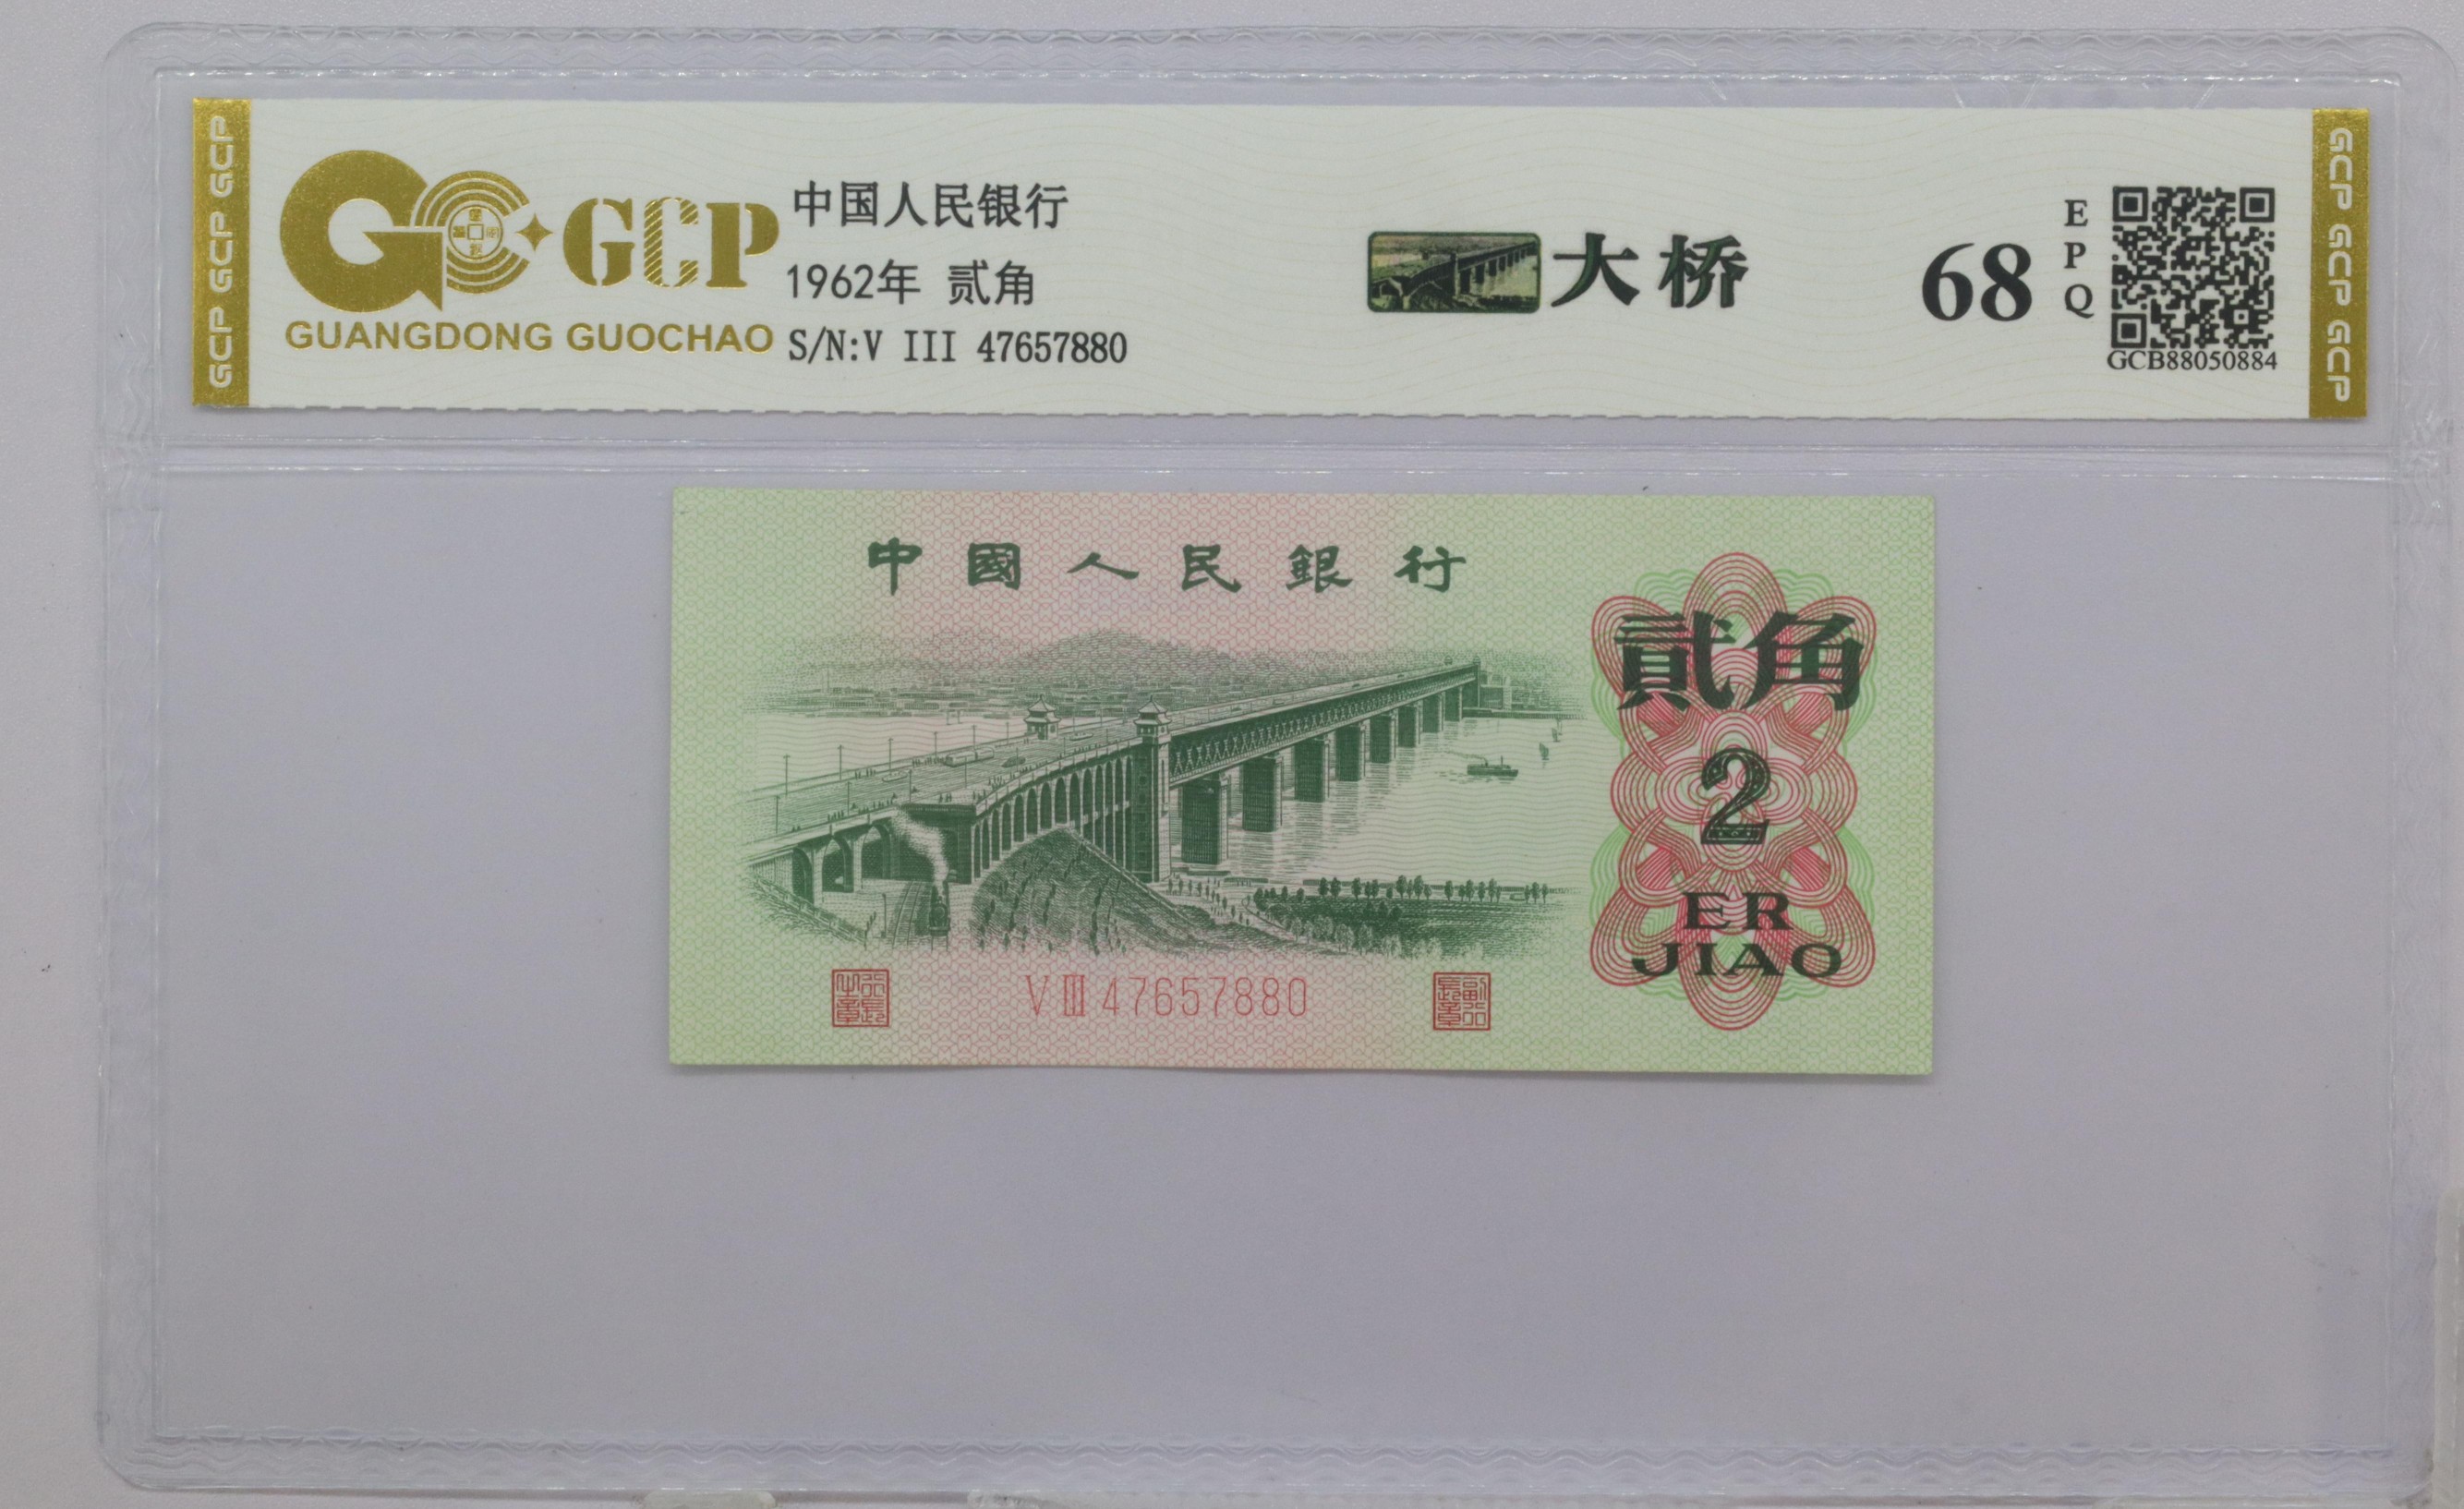 GCP GCP GCP
GCP
GUANGDONG GUOCHAO
中国人民银行
1962年 贰角
S/N:V III 47657880
大桥
68
EPQ
GCB88050884
GCP GCP GCP
中國人民銀行
貳角
2
ER
JIAO
V III 47657880